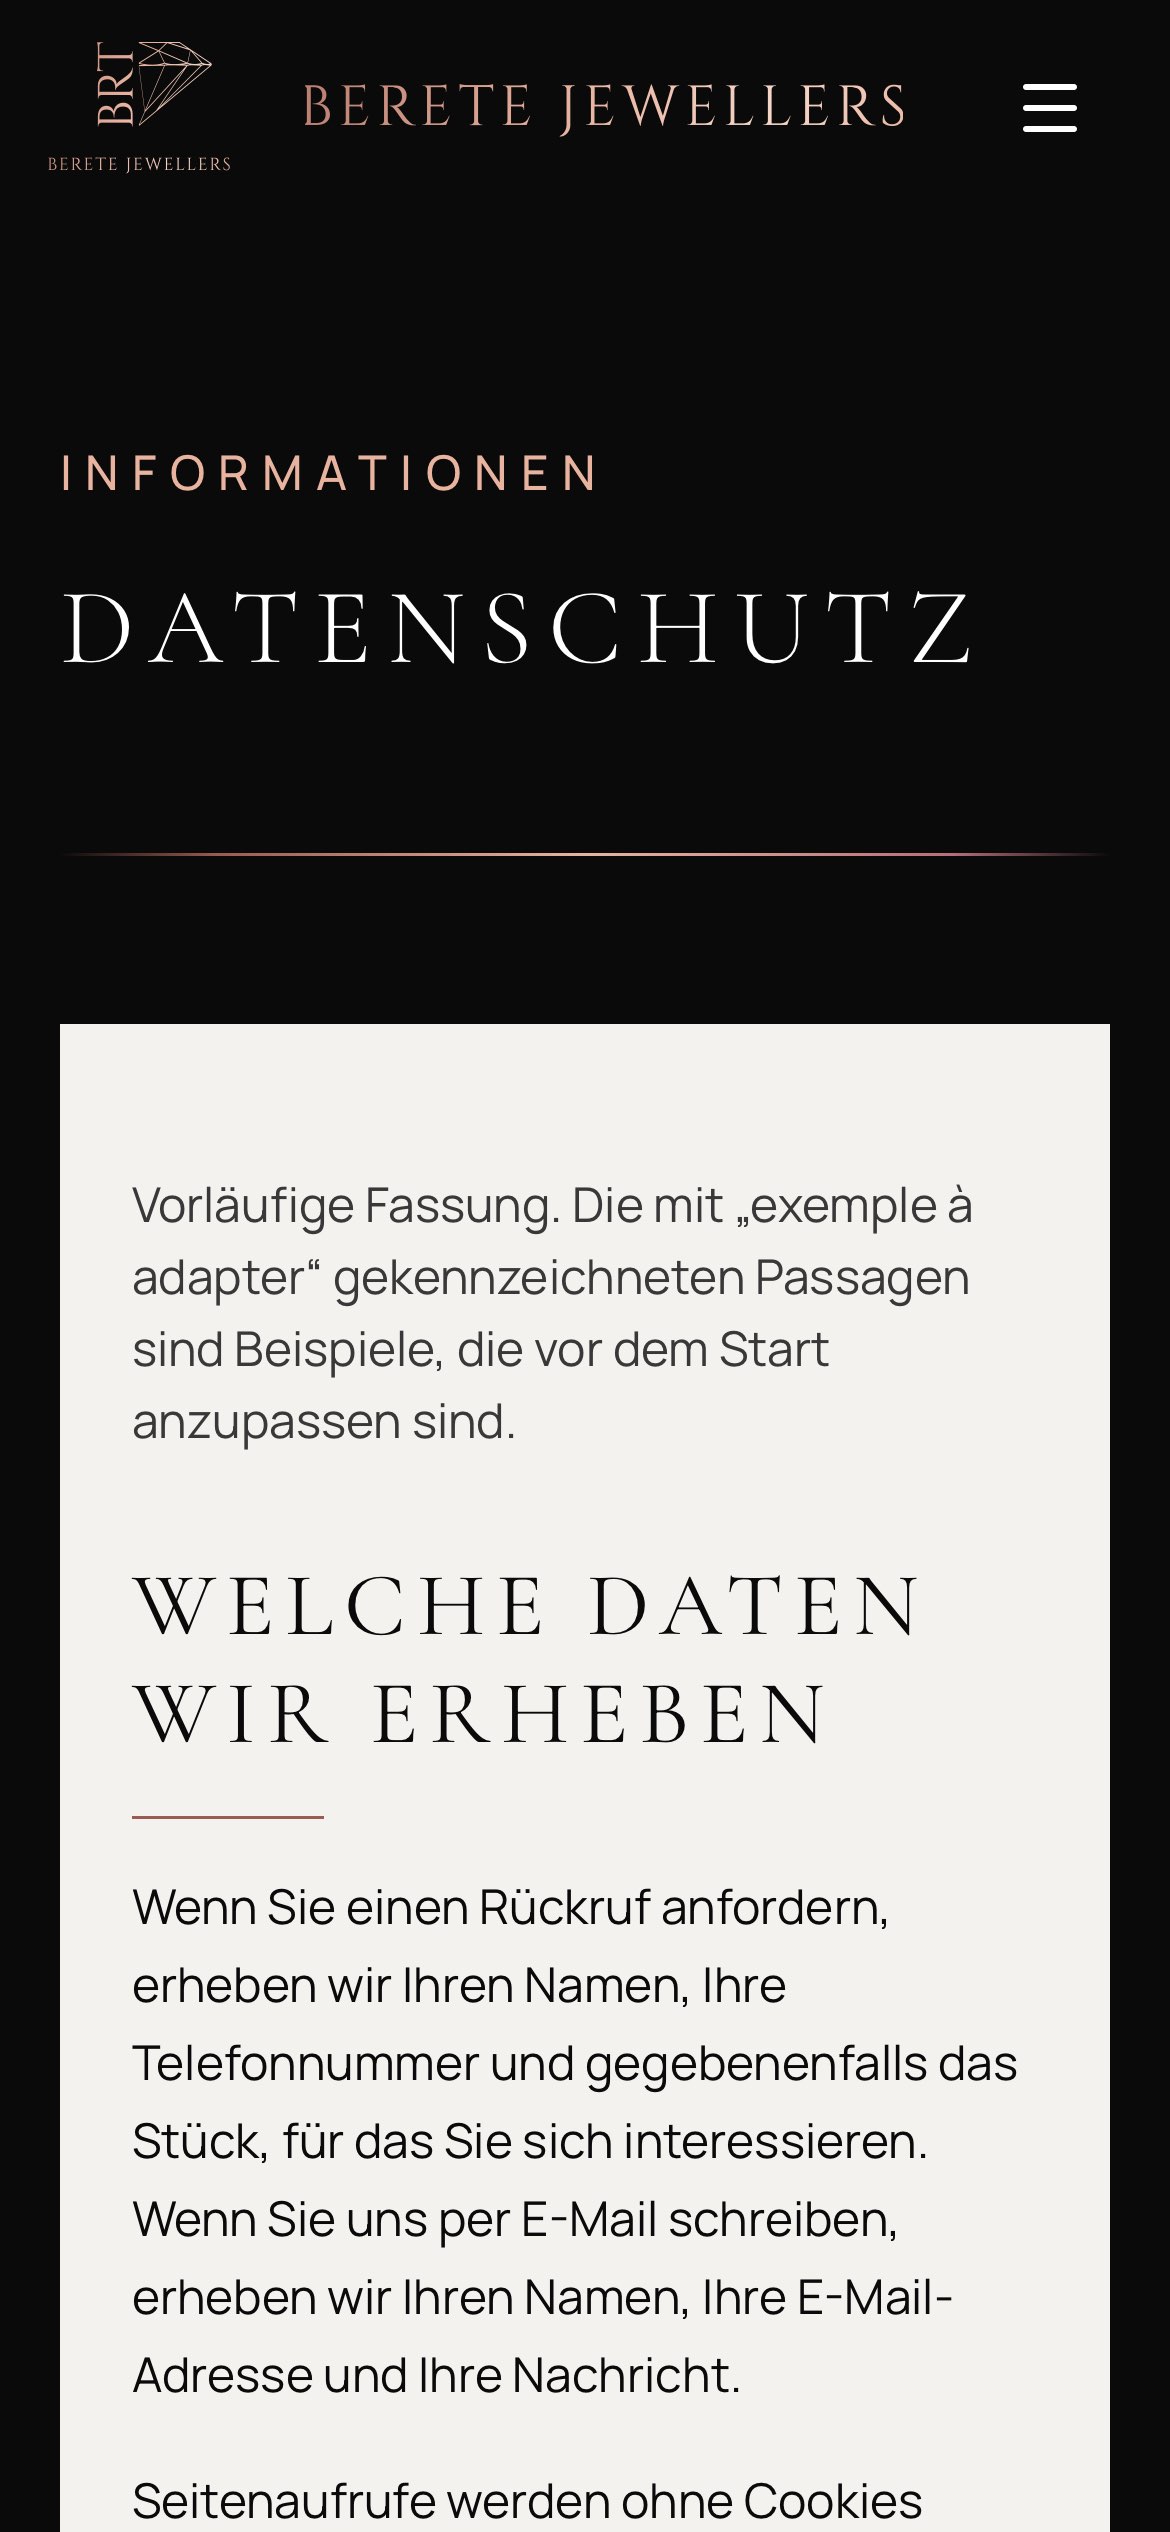 BRT
BERETE JEWELLERS
BERETE JEWELLERS
INFORMATIONEN
DATENSCHUTZ
Vorläufige Fassung. Die mit „exemple à
adapter“ gekennzeichneten Passagen
sind Beispiele, die vor dem Start
anzupassen sind.
WELCHE DATEN
WIR ERHEBEN
Wenn Sie einen Rückruf anfordern,
erheben wir Ihren Namen, Ihre
Telefonnummer und gegebenenfalls das
Stück, für das Sie sich interessieren.
Wenn Sie uns per E-Mail schreiben,
erheben wir Ihren Namen, Ihre E-Mail-
Adresse und Ihre Nachricht.
Seitenaufrufe werden ohne Cookies